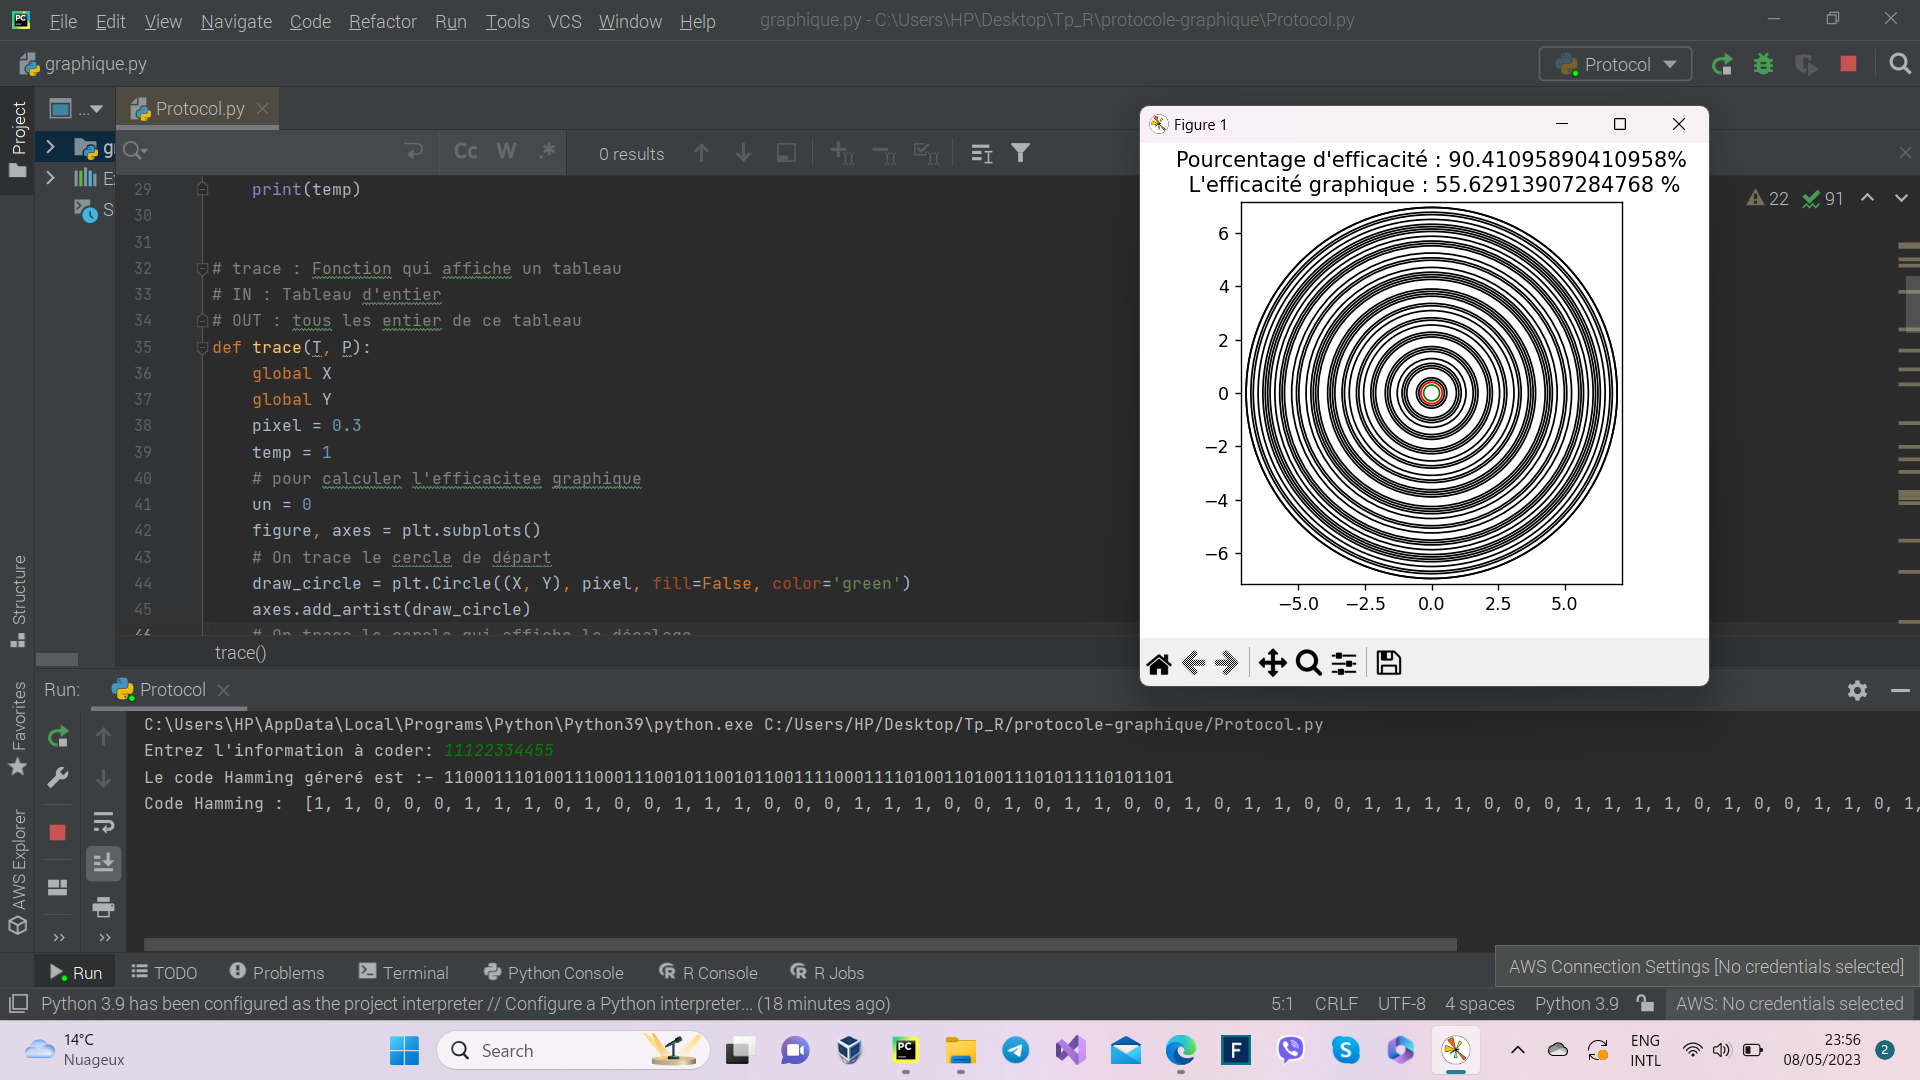 File Edit View Navigate Code Refactor Run Tools VCS Window Help graphique.py - C:\Users\HP\Desktop\Tp_R\protocole-graphique\Protocol.py
graphique.py
Protocol
Project
...
Protocol.py
Cc W .*
0 results
22 91
29 print(temp)
30
31
32 # trace : Fonction qui affiche un tableau
33 # IN : Tableau d'entier
34 # OUT : tous les entier de ce tableau
35 def trace(T, P):
36 global X
37 global Y
38 pixel = 0.3
39 temp = 1
40 # pour calculer l'efficacitee graphique
41 un = 0
42 figure, axes = plt.subplots()
43 # On trace le cercle de départ
44 draw_circle = plt.Circle((X, Y), pixel, fill=False, color='green')
45 axes.add_artist(draw_circle)
trace()
Figure 1
Pourcentage d'efficacité : 90.41095890410958%
L'efficacité graphique : 55.62913907284768 %
6
4
2
0
−2
−4
−6
−5.0 −2.5 0.0 2.5 5.0
Structure
Favorites
AWS Explorer
Run: Protocol
C:\Users\HP\AppData\Local\Programs\Python\Python39\python.exe C:/Users/HP/Desktop/Tp_R/protocole-graphique/Protocol.py
Entrez l'information à coder: 11122334455
Le code Hamming géreré est :- 1100011101001110001110010110010110011110001111010011010011101011110101101
Code Hamming : [1, 1, 0, 0, 0, 1, 1, 1, 0, 1, 0, 0, 1, 1, 1, 0, 0, 0, 1, 1, 1, 0, 0, 1, 0, 1, 1, 0, 0, 1, 0, 1, 1, 0, 0, 1, 1, 1, 1, 0, 0, 0, 1, 1, 1, 1, 0, 1, 0, 0, 1, 1, 0, 1,
Run TODO Problems Terminal Python Console R Console R Jobs
AWS Connection Settings [No credentials selected]
Python 3.9 has been configured as the project interpreter // Configure a Python interpreter... (18 minutes ago)
5:1 CRLF UTF-8 4 spaces Python 3.9 AWS: No credentials selected
14°C
Nuageux
Search
ENG
INTL
23:56
08/05/2023
2